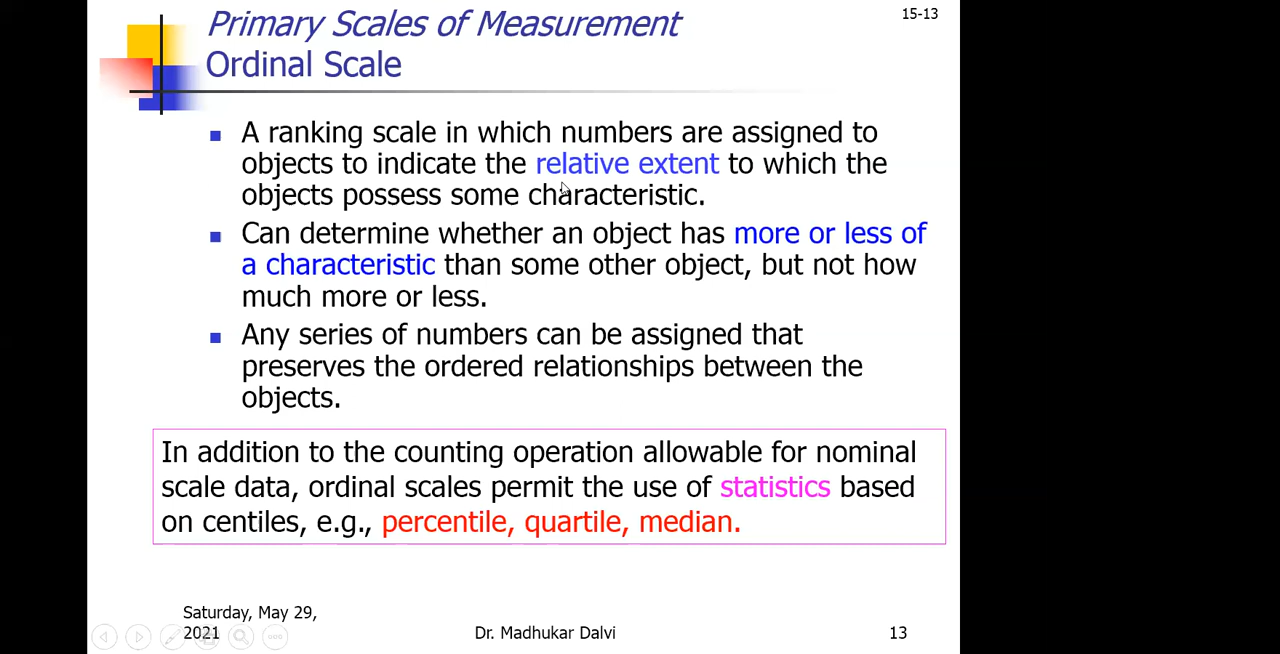 Primary Scales of Measurement
15-13
Ordinal Scale
A ranking scale in which numbers are assigned to
objects to indicate the relative extent to which the
objects possess some characteristic.
Can determine whether an object has more or less of
a characteristic than some other object, but not how
much more or less.
Any series of numbers can be assigned that
preserves the ordered relationships between the
objects.
In addition to the counting operation allowable for nominal
scale data, ordinal scales permit the use of statistics based
on centiles, e.g., percentile, quartile, median.
Saturday, May 29,
2021
Dr. Madhukar Dalvi
13